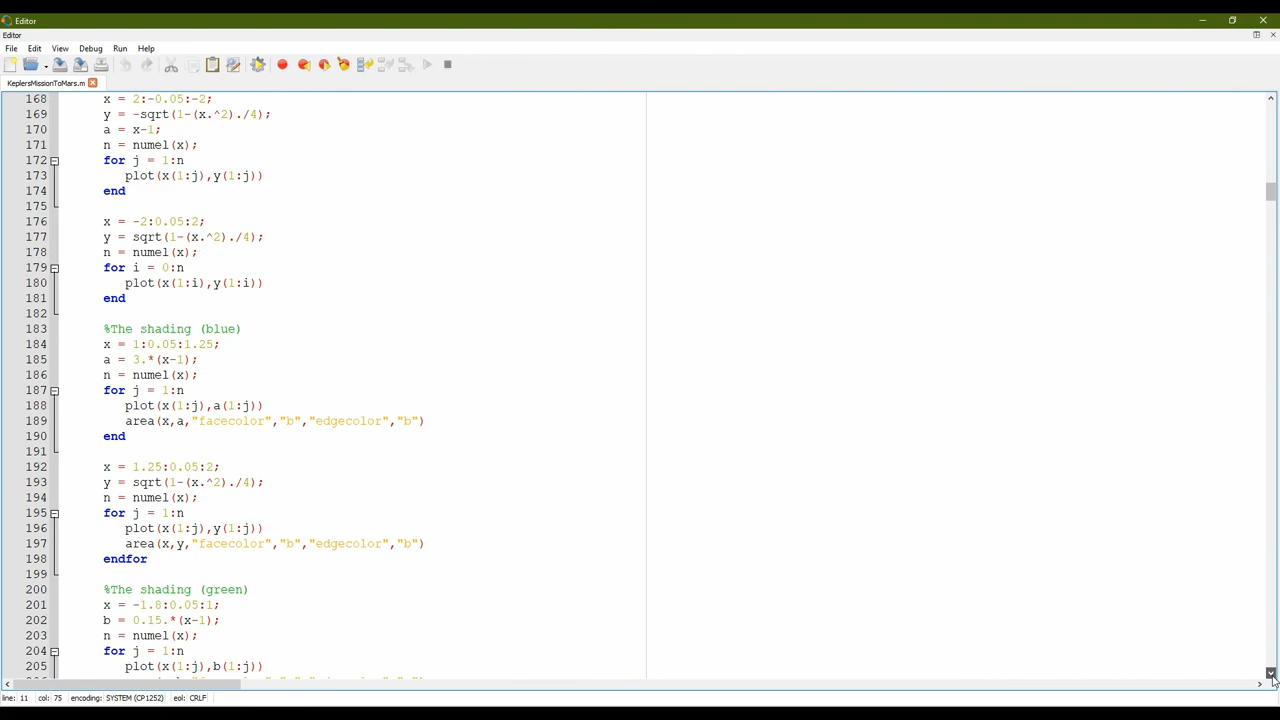 Editor
Editor
File Edit View Debug Run Help
KeplersMissionToMars.m
168 x = 2:-0.05:-2;
169 y = -sqrt(1-(x.^2)./4);
170 a = x-1;
171 n = numel(x);
172 for j = 1:n
173 plot(x(1:j),y(1:j))
174 end
175
176 x = -2:0.05:2;
177 y = sqrt(1-(x.^2)./4);
178 n = numel(x);
179 for i = 0:n
180 plot(x(1:i),y(1:i))
181 end
182
183 %The shading (blue)
184 x = 1:0.05:1.25;
185 a = 3.*(x-1);
186 n = numel(x);
187 for j = 1:n
188 plot(x(1:j),a(1:j))
189 area(x,a,"facecolor","b","edgecolor","b")
190 end
191
192 x = 1.25:0.05:2;
193 y = sqrt(1-(x.^2)./4);
194 n = numel(x);
195 for j = 1:n
196 plot(x(1:j),y(1:j))
197 area(x,y,"facecolor","b","edgecolor","b")
198 endfor
199
200 %The shading (green)
201 x = -1.8:0.05:1;
202 b = 0.15.*(x-1);
203 n = numel(x);
204 for j = 1:n
205 plot(x(1:j),b(1:j))
line: 11 col: 75 encoding: SYSTEM (CP1252) eol: CRLF